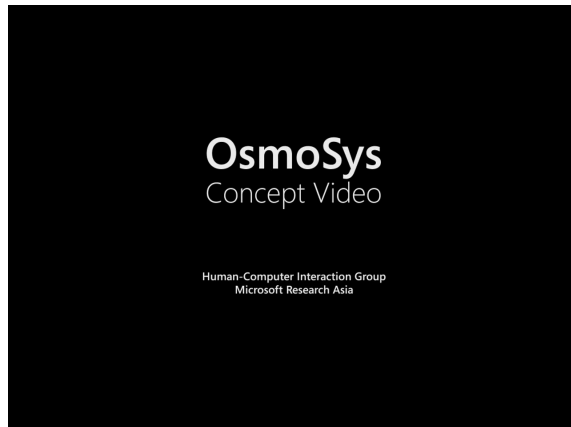 OsmoSys
Concept Video
Human-Computer Interaction Group
Microsoft Research Asia